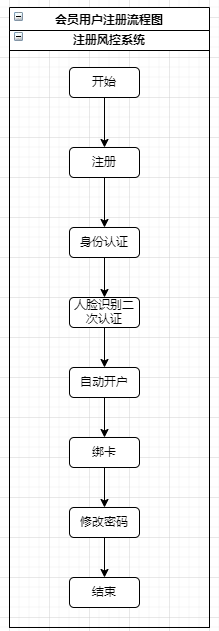 会员用户注册流程图
注册风控系统
开始
注册
身份认证
人脸识别二
次认证
自动开户
绑卡
修改密码
结束